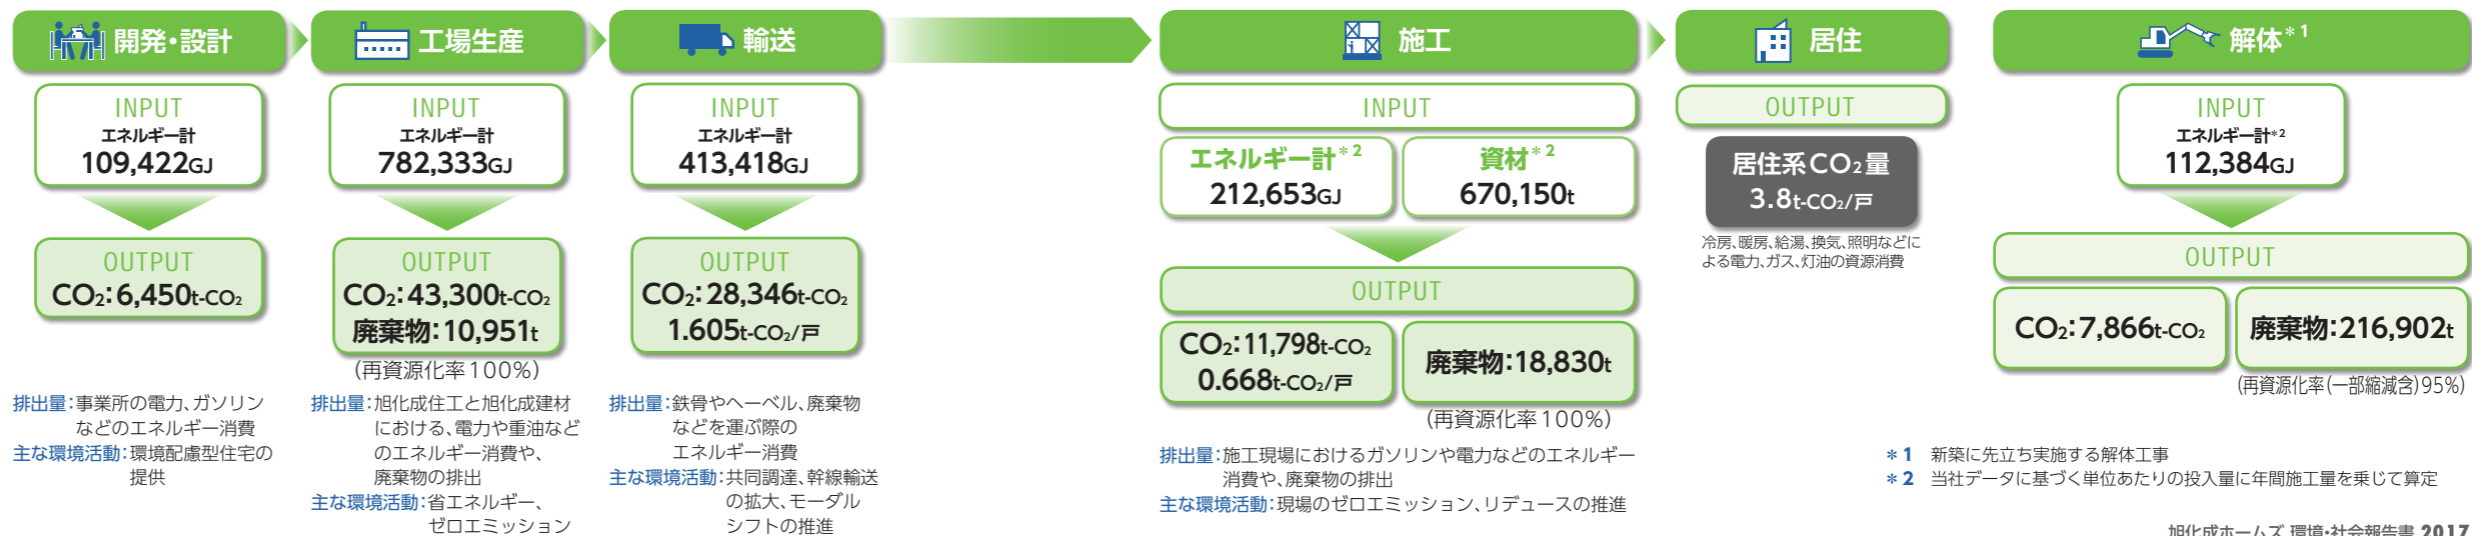 開発・設計
INPUT
エネルギー計
109,422GJ
OUTPUT
CO₂：6,450t-CO₂
排出量：事業所の電力、ガソリン
などのエネルギー消費
主な環境活動：環境配慮型住宅の
提供
工場生産
INPUT
エネルギー計
782,333GJ
OUTPUT
CO₂：43,300t-CO₂
廃棄物：10,951t
（再資源化率100％）
排出量：旭化成住工と旭化成建材
における、電力や重油など
のエネルギー消費や、
廃棄物の排出
主な環境活動：省エネルギー、
ゼロエミッション
輸送
INPUT
エネルギー計
413,418GJ
OUTPUT
CO₂：28,346t-CO₂
1.605t-CO₂/戸
排出量：鉄骨やヘーベル、廃棄物
などを運ぶ際の
エネルギー消費
主な環境活動：共同調達、幹線輸送
の拡大、モーダル
シフトの推進
施工
INPUT
エネルギー計＊2
212,653GJ
資材＊2
670,150t
OUTPUT
CO₂：11,798t-CO₂
0.668t-CO₂/戸
廃棄物：18,830t
（再資源化率100％）
排出量：施工現場におけるガソリンや電力などのエネルギー
消費や、廃棄物の排出
主な環境活動：現場のゼロエミッション、リデュースの推進
居住
OUTPUT
居住系CO₂量
3.8t-CO₂/戸
冷房、暖房、給湯、換気、照明などに
よる電力、ガス、灯油の資源消費
解体＊1
INPUT
エネルギー計＊2
112,384GJ
OUTPUT
CO₂：7,866t-CO₂
廃棄物：216,902t
（再資源化率（一部縮減含）95％）
＊1 新築に先立ち実施する解体工事
＊2 当社データに基づく単位あたりの投入量に年間施工量を乗じて算定
旭化成ホームズ 環境・社会報告書 2017